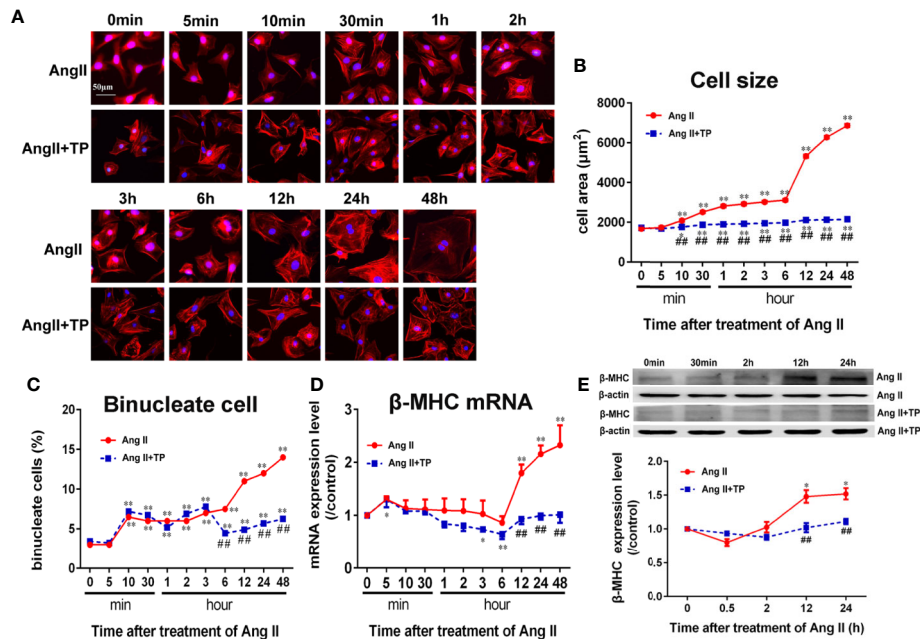 A
0min 5min 10min 30min 1h 2h
AngII
50μm
AngII+TP
3h 6h 12h 24h 48h
AngII
AngII+TP
B
Cell size
Ang II
Ang II+TP
cell area (μm²)
8000
6000
4000
2000
0
** ** ** ** ** ** ** ** **
* ** ** ** ** ** ** ** **
## ## ## ## ## ## ## ## ##
0 5 10 30 1 2 3 6 12 24 48
min hour
Time after treatment of Ang II
C
Binucleate cell
Ang II
Ang II+TP
binucleate cells (%)
20
15
10
5
0
** ** ** ** ** ** ** ** **
** ** ** ** ** ** ** **
## ## ## ##
0 5 10 30 1 2 3 6 12 24 48
min hour
Time after treatment of Ang II
D
β-MHC mRNA
Ang II
Ang II+TP
mRNA expression level
(/control)
3
2
1
0
** ** **
* * **
## ## ##
0 5 10 30 1 2 3 6 12 24 48
min hour
Time after treatment of Ang II
E
0min 30min 2h 12h 24h
β-MHC Ang II
β-actin Ang II
β-MHC Ang II+TP
β-actin Ang II+TP
Ang II
Ang II+TP
β-MHC expression level
(/control)
2.0
1.5
1.0
0.5
0.0
* *
## ##
0 0.5 2 12 24
Time after treatment of Ang II (h)